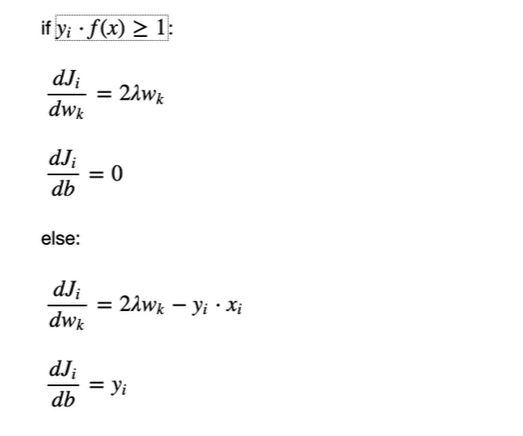 if yᵢ · f(x) ≥ 1:
dJᵢ/dwₖ = 2λwₖ
dJᵢ/db = 0
else:
dJᵢ/dwₖ = 2λwₖ − yᵢ · xᵢ
dJᵢ/db = yᵢ